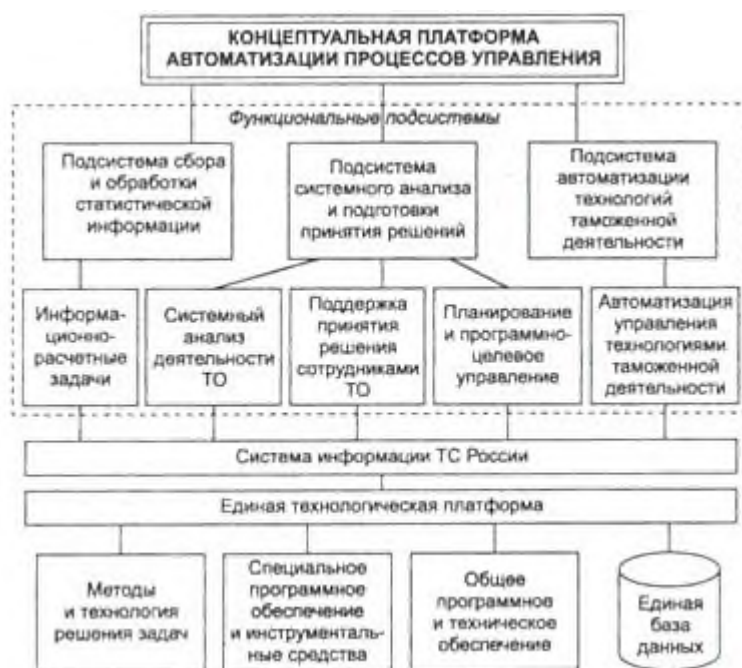 КОНЦЕПТУАЛЬНАЯ ПЛАТФОРМА
АВТОМАТИЗАЦИИ ПРОЦЕССОВ УПРАВЛЕНИЯ
Функциональные подсистемы
Подсистема сбора
и обработки
статистической
информации
Подсистема
системного анализа
и подготовки
принятия решений
Подсистема
автоматизации
технологий
таможенной
деятельности
Информа-
ционно-
расчетные
задачи
Системный
анализ
деятельности
ТО
Поддержка
принятия
решения
сотрудниками
ТО
Планирование
и программно-
целевое
управление
Автоматизация
управления
технологиями
таможенной
деятельности
Система информации ТС России
Единая технологическая платформа
Методы
и технология
решения задач
Специальное
программное
обеспечение
и инструменталь-
ные средства
Общее
программное
и техническое
обеспечение
Единая
база
данных